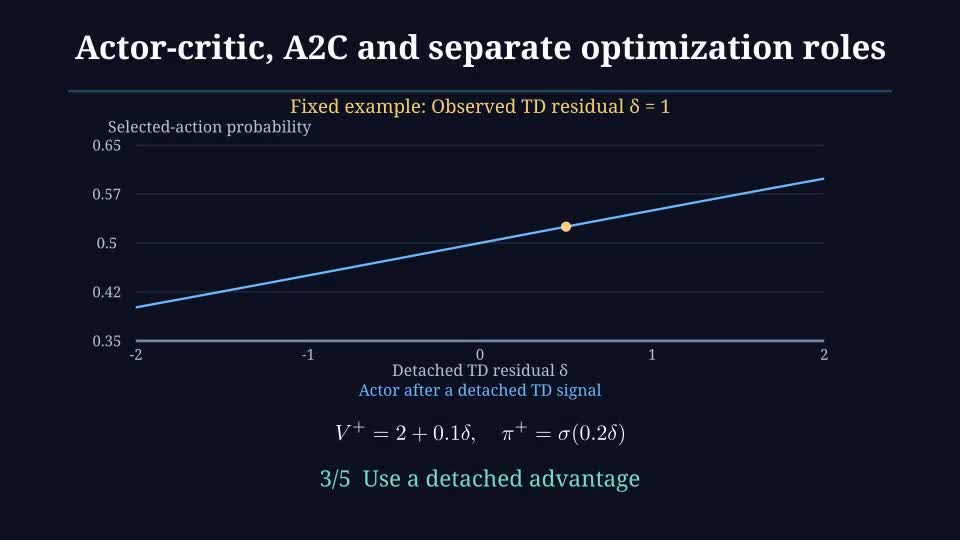 Actor-critic, A2C and separate optimization roles
Fixed example: Observed TD residual δ = 1
Selected-action probability
0.65
0.57
0.5
0.42
0.35
-2 -1 0 1 2
Detached TD residual δ
Actor after a detached TD signal
V⁺ = 2 + 0.1δ, π⁺ = σ(0.2δ)
3/5 Use a detached advantage